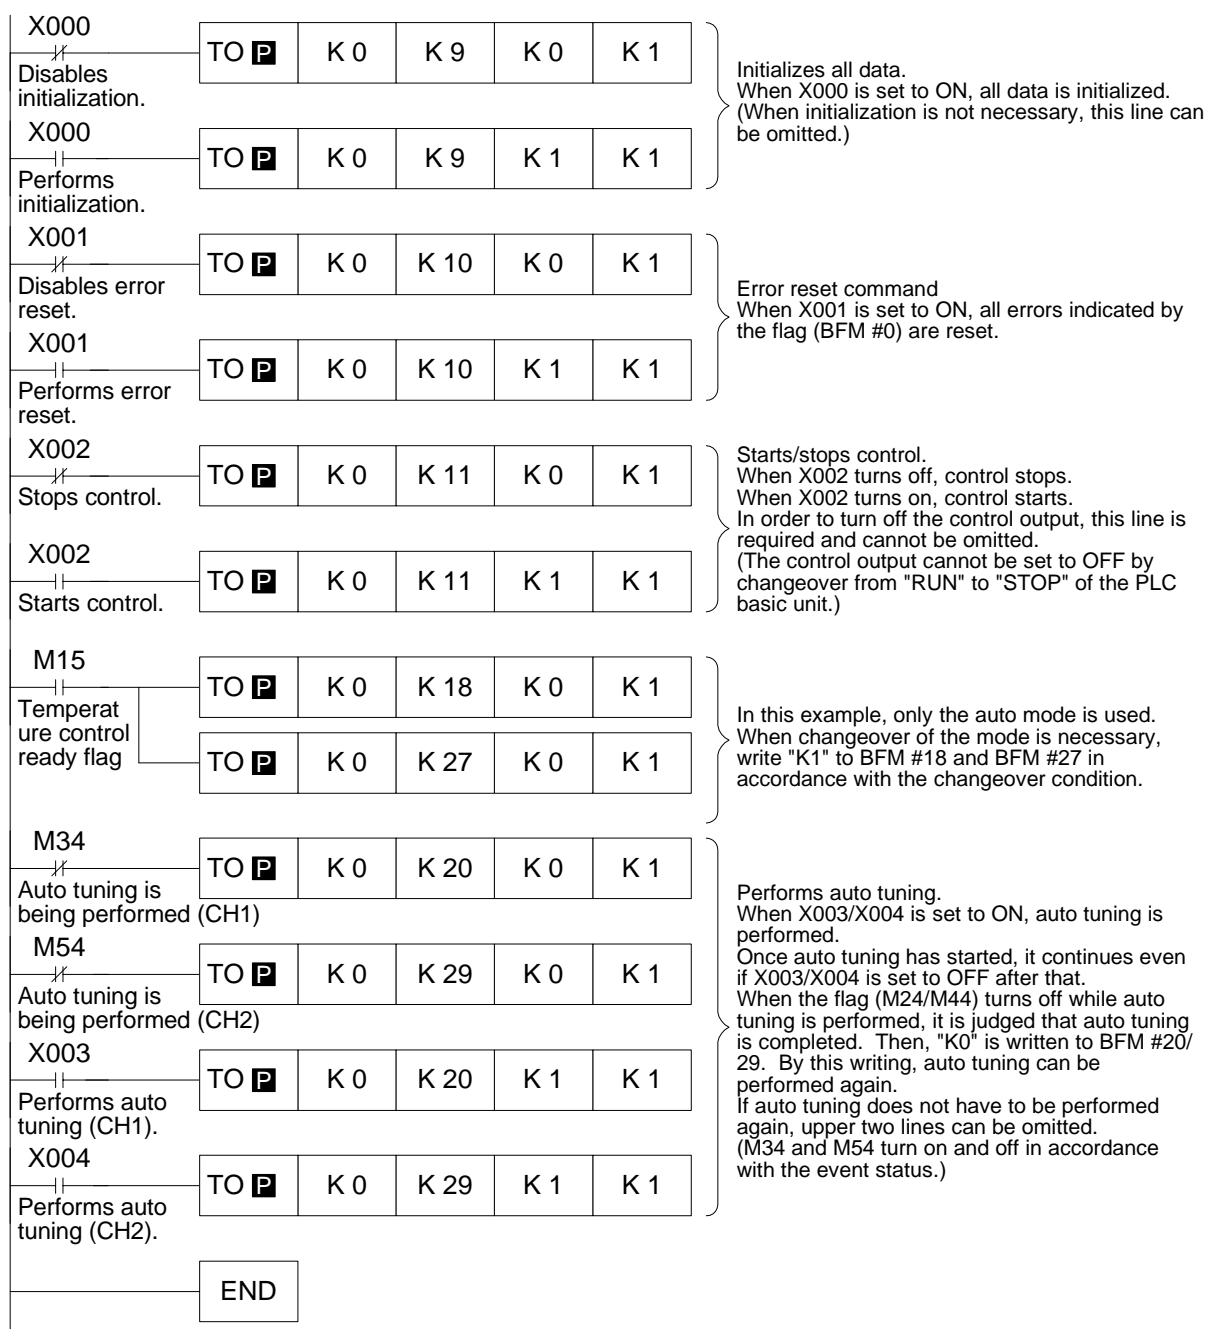 X000
TO P K 0 K 9 K 0 K 1
Disables
initialization.
X000
TO P K 0 K 9 K 1 K 1
Performs
initialization.
Initializes all data.
When X000 is set to ON, all data is initialized.
(When initialization is not necessary, this line can
be omitted.)
X001
TO P K 0 K 10 K 0 K 1
Disables error
reset.
X001
TO P K 0 K 10 K 1 K 1
Performs error
reset.
Error reset command
When X001 is set to ON, all errors indicated by
the flag (BFM #0) are reset.
X002
TO P K 0 K 11 K 0 K 1
Stops control.
X002
TO P K 0 K 11 K 1 K 1
Starts control.
Starts/stops control.
When X002 turns off, control stops.
When X002 turns on, control starts.
In order to turn off the control output, this line is
required and cannot be omitted.
(The control output cannot be set to OFF by
changeover from "RUN" to "STOP" of the PLC
basic unit.)
M15
TO P K 0 K 18 K 0 K 1
Temperat
ure control
ready flag
TO P K 0 K 27 K 0 K 1
In this example, only the auto mode is used.
When changeover of the mode is necessary,
write "K1" to BFM #18 and BFM #27 in
accordance with the changeover condition.
M34
TO P K 0 K 20 K 0 K 1
Auto tuning is
being performed (CH1)
M54
TO P K 0 K 29 K 0 K 1
Auto tuning is
being performed (CH2)
X003
TO P K 0 K 20 K 1 K 1
Performs auto
tuning (CH1).
X004
TO P K 0 K 29 K 1 K 1
Performs auto
tuning (CH2).
Performs auto tuning.
When X003/X004 is set to ON, auto tuning is
performed.
Once auto tuning has started, it continues even
if X003/X004 is set to OFF after that.
When the flag (M24/M44) turns off while auto
tuning is performed, it is judged that auto tuning
is completed. Then, "K0" is written to BFM #20/
29. By this writing, auto tuning can be
performed again.
If auto tuning does not have to be performed
again, upper two lines can be omitted.
(M34 and M54 turn on and off in accordance
with the event status.)
END